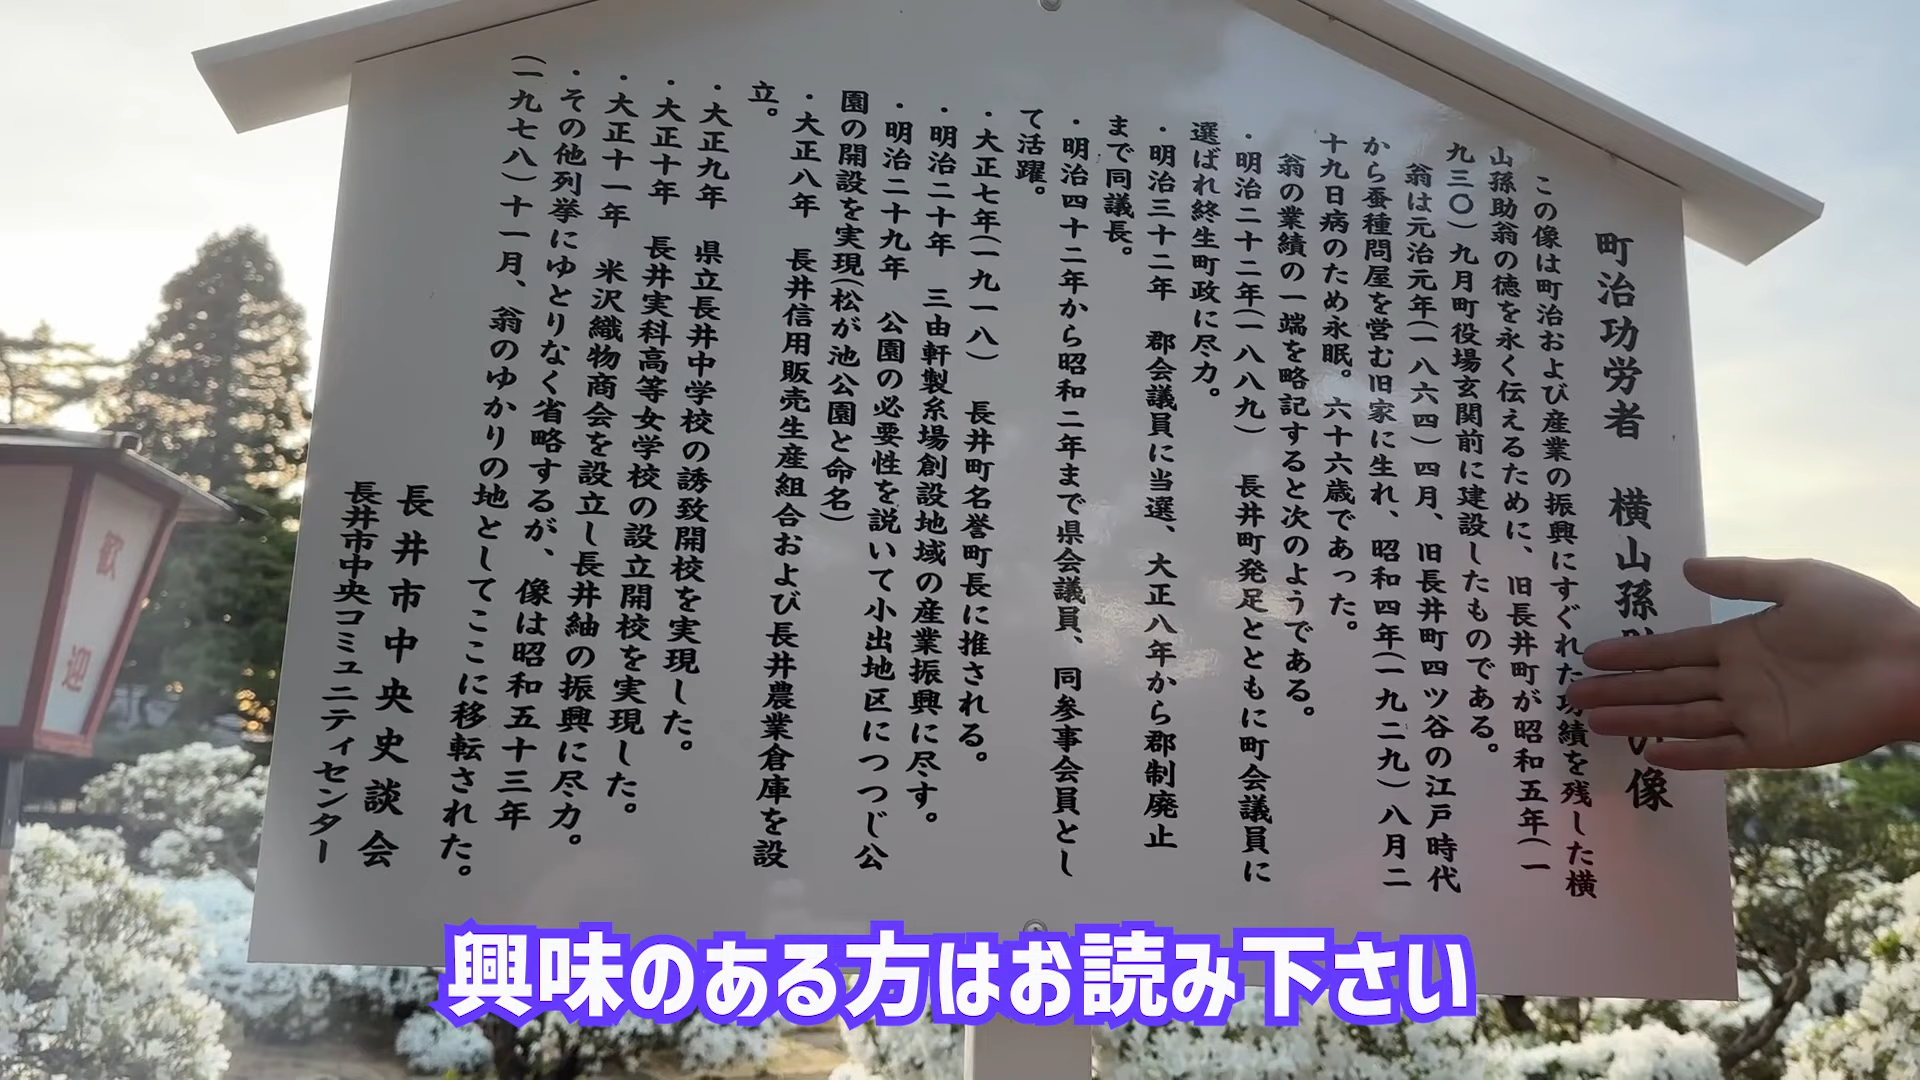 町治功労者 横山孫 の像
この像は町治および産業の振興にすぐれた功績を残した横
山孫助翁の徳を永く伝えるために、旧長井町が昭和五年(一
九三〇)九月町役場玄関前に建設したものである。
翁は元治元年(一八六四)四月、旧長井町四ツ谷の江戸時代
から蚕種問屋を営む旧家に生れ、昭和四年(一九二九)八月二
十九日病のため永眠。六十六歳であった。
翁の業績の一端を略記すると次のようである。
・明治二十二年(一八八九) 長井町発足とともに町会議員に
選ばれ終生町政に尽力。
・明治三十二年 郡会議員に当選、大正八年から郡制廃止
まで同議長。
・明治四十二年から昭和二年まで県会議員、同参事会員とし
て活躍。
・大正七年(一九一八) 長井町名誉町長に推される。
・明治二十年 三由軒製糸場創設地域の産業振興に尽す。
・明治二十九年 公園の必要性を説いて小出地区につつじ公
園の開設を実現(松が池公園と命名)
・大正八年 長井信用販売生産組合および長井農業倉庫を設
立。
・大正九年 県立長井中学校の誘致開校を実現した。
・大正十年 長井実科高等女学校の設立開校を実現した。
・大正十一年 米沢織物商会を設立し長井紬の振興に尽力。
・その他列挙にゆとりなく省略するが、像は昭和五十三年
(一九七八)十一月、翁のゆかりの地としてここに移転された。
長井市中央史談会
長井市中央コミュニティセンター
歓迎
興味のある方はお読み下さい